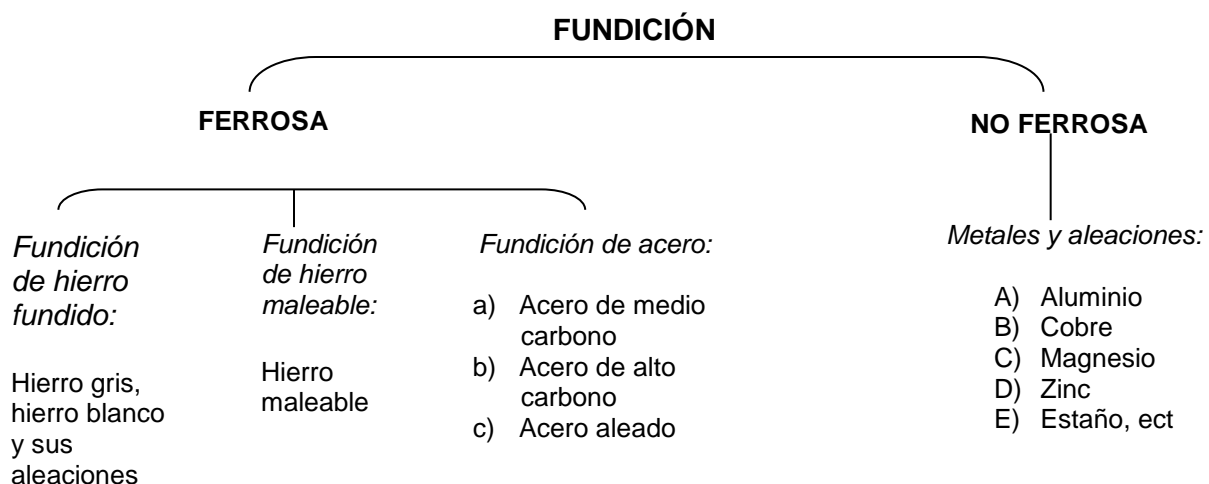 FUNDICIÓN
FERROSA
NO FERROSA
Fundición
de hierro
fundido:
Hierro gris,
hierro blanco
y sus
aleaciones
Fundición
de hierro
maleable:
Hierro
maleable
Fundición de acero:
a) Acero de medio
carbono
b) Acero de alto
carbono
c) Acero aleado
Metales y aleaciones:
A) Aluminio
B) Cobre
C) Magnesio
D) Zinc
E) Estaño, ect